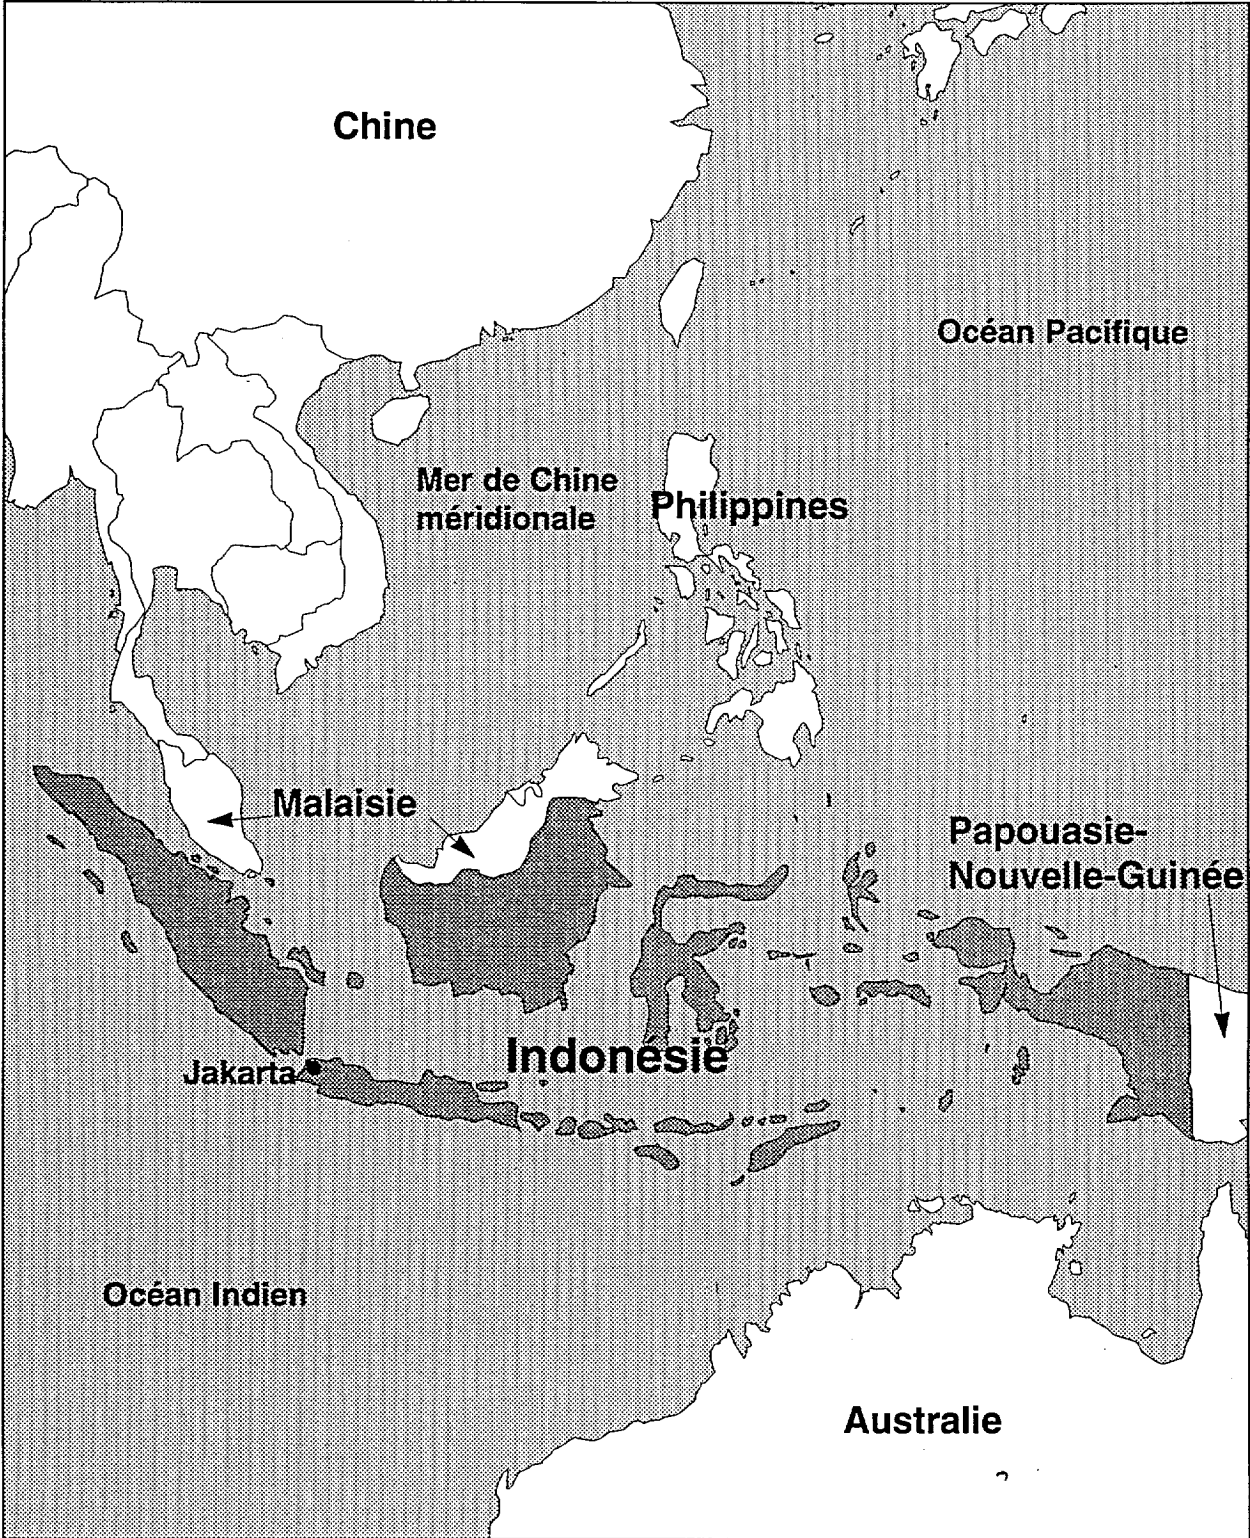 Chine
Océan Pacifique
Mer de Chine
méridionale
Philippines
Malaisie
Papouasie-
Nouvelle-Guinée
Indonésie
Jakarta
Océan Indien
Australie